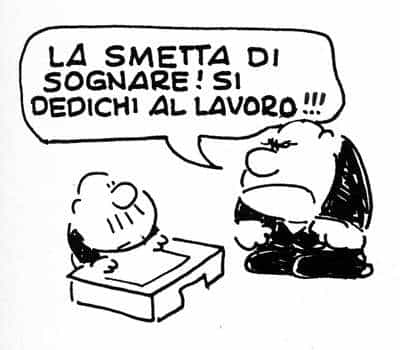 LA SMETTA DI
SOGNARE! SI
DEDICHI AL LAVORO!!!